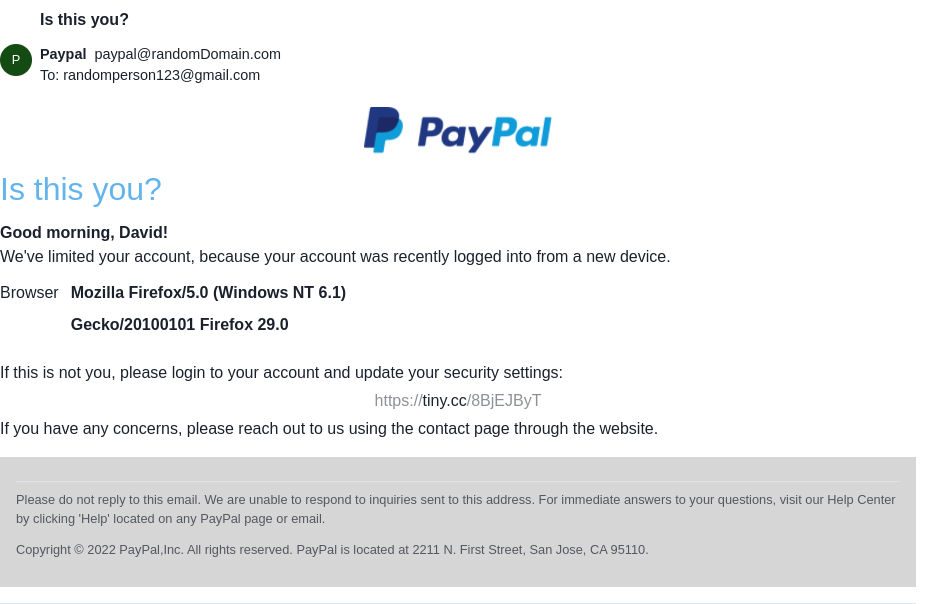 Is this you?
P
Paypal paypal@randomDomain.com
To: randomperson123@gmail.com
PayPal
Is this you?
Good morning, David!
We've limited your account, because your account was recently logged into from a new device.
Browser Mozilla Firefox/5.0 (Windows NT 6.1)
Gecko/20100101 Firefox 29.0
If this is not you, please login to your account and update your security settings:
https://tiny.cc/8BjEJByT
If you have any concerns, please reach out to us using the contact page through the website.
Please do not reply to this email. We are unable to respond to inquiries sent to this address. For immediate answers to your questions, visit our Help Center
by clicking 'Help' located on any PayPal page or email.
Copyright © 2022 PayPal,Inc. All rights reserved. PayPal is located at 2211 N. First Street, San Jose, CA 95110.